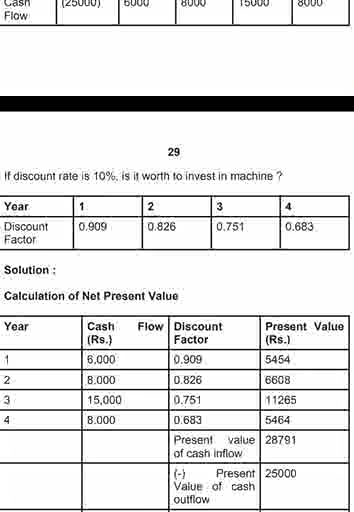 Cash (25000) 6000 8000 15000 8000
Flow
29
If discount rate is 10%, is it worth to invest in machine ?
Year 1 2 3 4
Discount 0.909 0.826 0.751 0.683
Factor
Solution :
Calculation of Net Present Value
Year Cash Flow Discount Present Value
(Rs.) Factor (Rs.)
1 6,000 0.909 5454
2 8,000 0.826 6608
3 15,000 0.751 11265
4 8,000 0.683 5464
Present value 28791
of cash inflow
(-) Present 25000
Value of cash
outflow